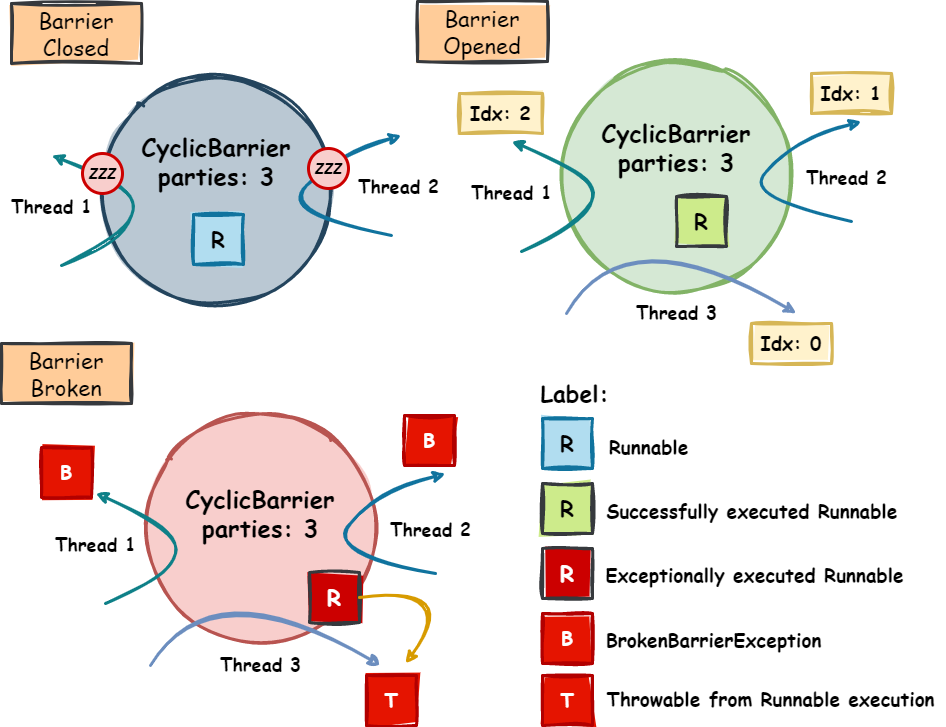 Barrier
Closed
CyclicBarrier
parties: 3
zzz
zzz
Thread 1
Thread 2
R
Barrier
Opened
Idx: 2
Idx: 1
CyclicBarrier
parties: 3
Thread 1
Thread 2
R
Thread 3
Idx: 0
Barrier
Broken
B
B
CyclicBarrier
parties: 3
Thread 1
Thread 2
R
Thread 3
T
Label:
R Runnable
R Successfully executed Runnable
R Exceptionally executed Runnable
B BrokenBarrierException
T Throwable from Runnable execution